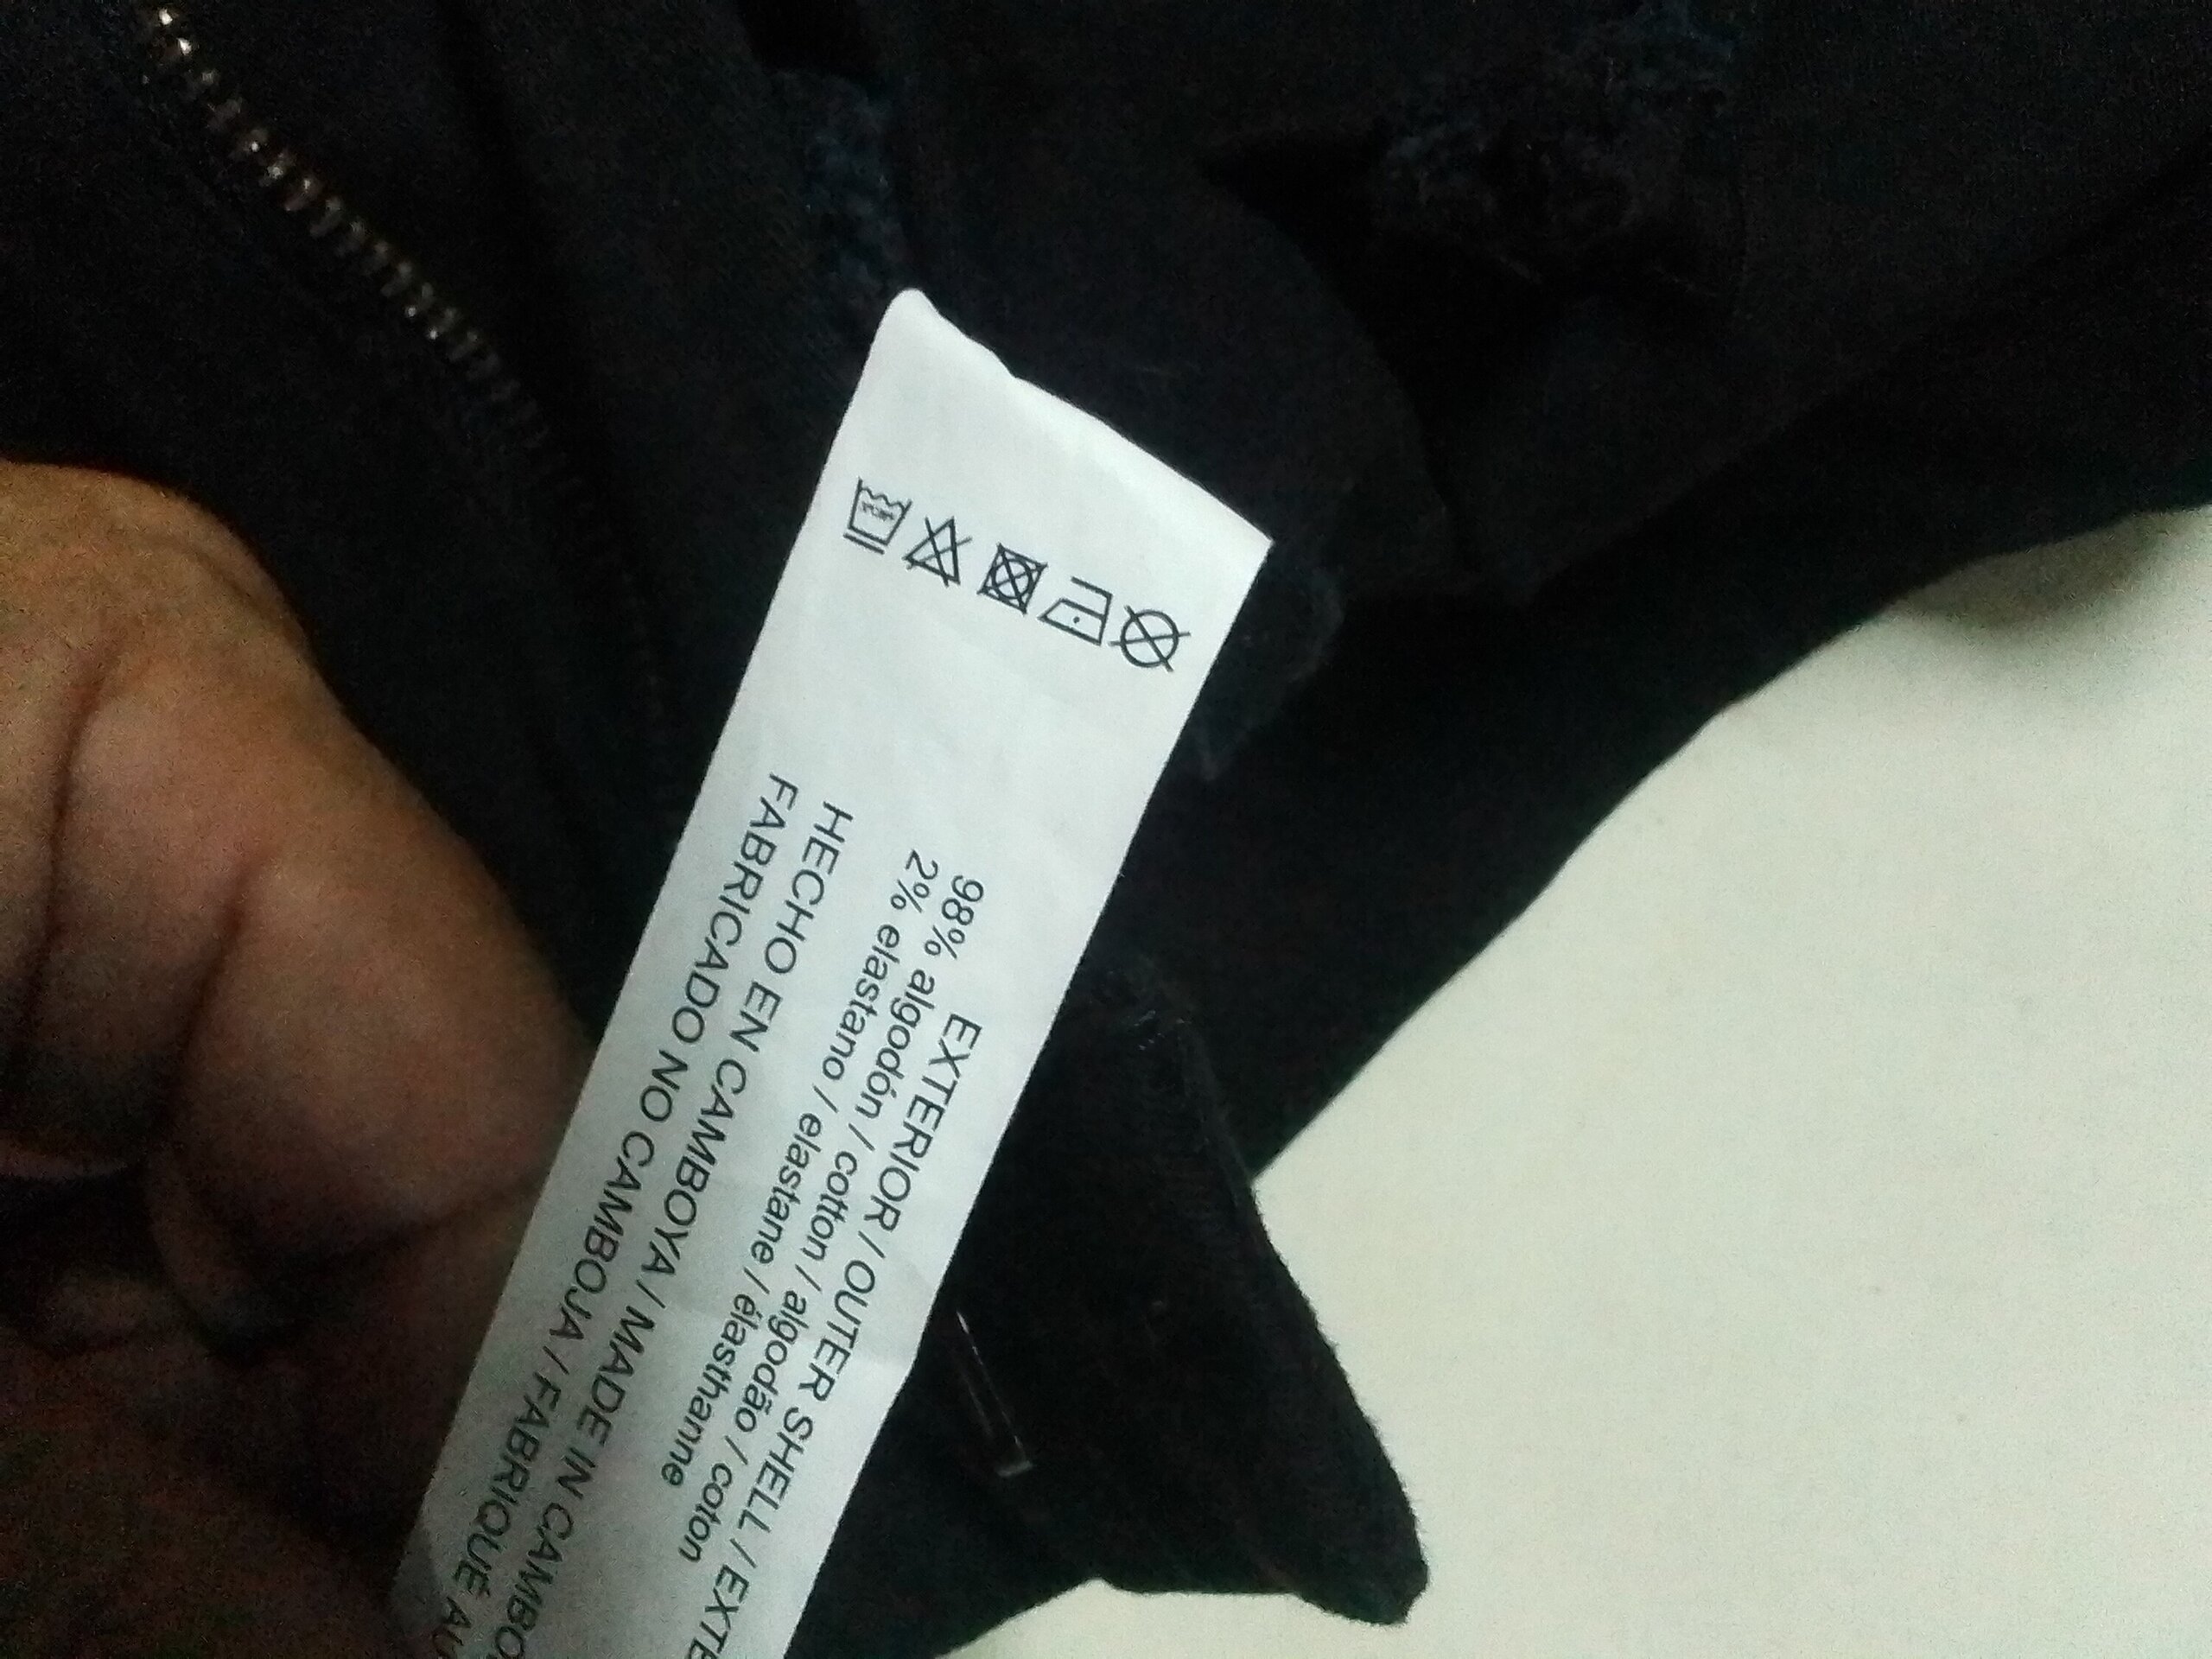 EXTERIOR / OUTER SHELL / EXTE
98% algodón / cotton / algodão / coton
2% elastano / elastane / élasthanne
HECHO EN CAMBOYA / MADE IN CAMBO
FABRICADO NO CAMBOJA / FABRIQUÉ AU